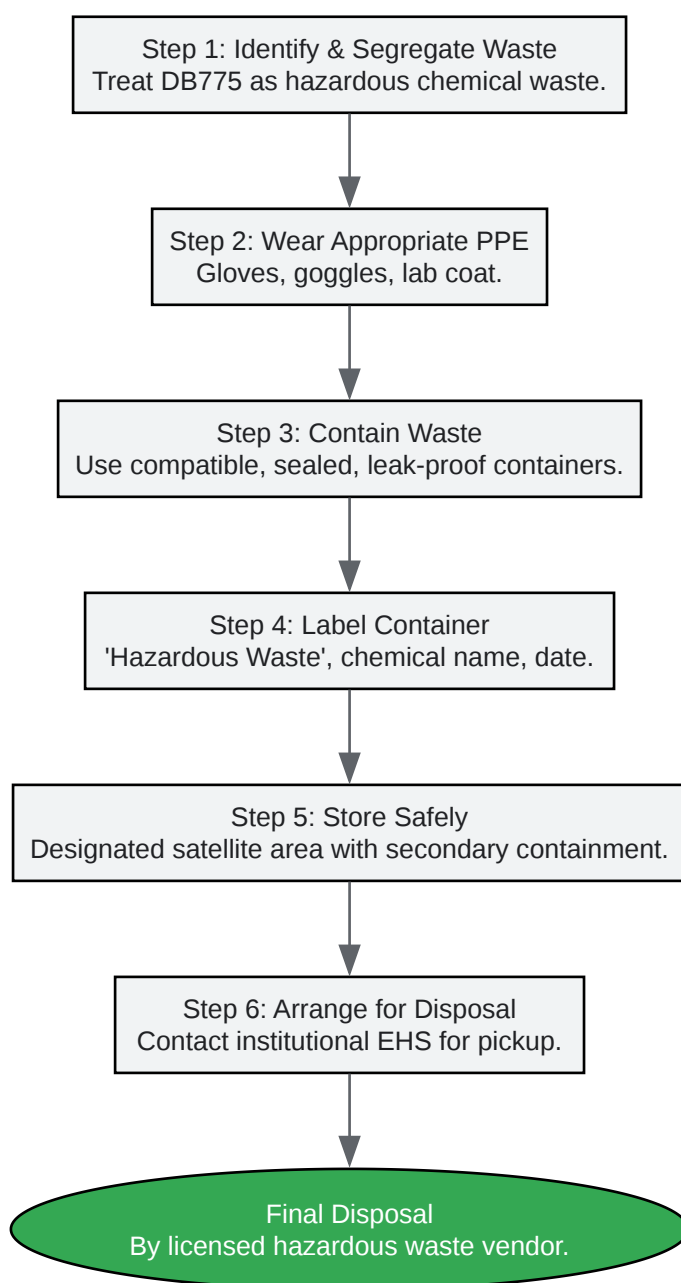 Step 1: Identify & Segregate Waste
Treat DB775 as hazardous chemical waste.
Step 2: Wear Appropriate PPE
Gloves, goggles, lab coat.
Step 3: Contain Waste
Use compatible, sealed, leak-proof containers.
Step 4: Label Container
'Hazardous Waste', chemical name, date.
Step 5: Store Safely
Designated satellite area with secondary containment.
Step 6: Arrange for Disposal
Contact institutional EHS for pickup.
Final Disposal
By licensed hazardous waste vendor.